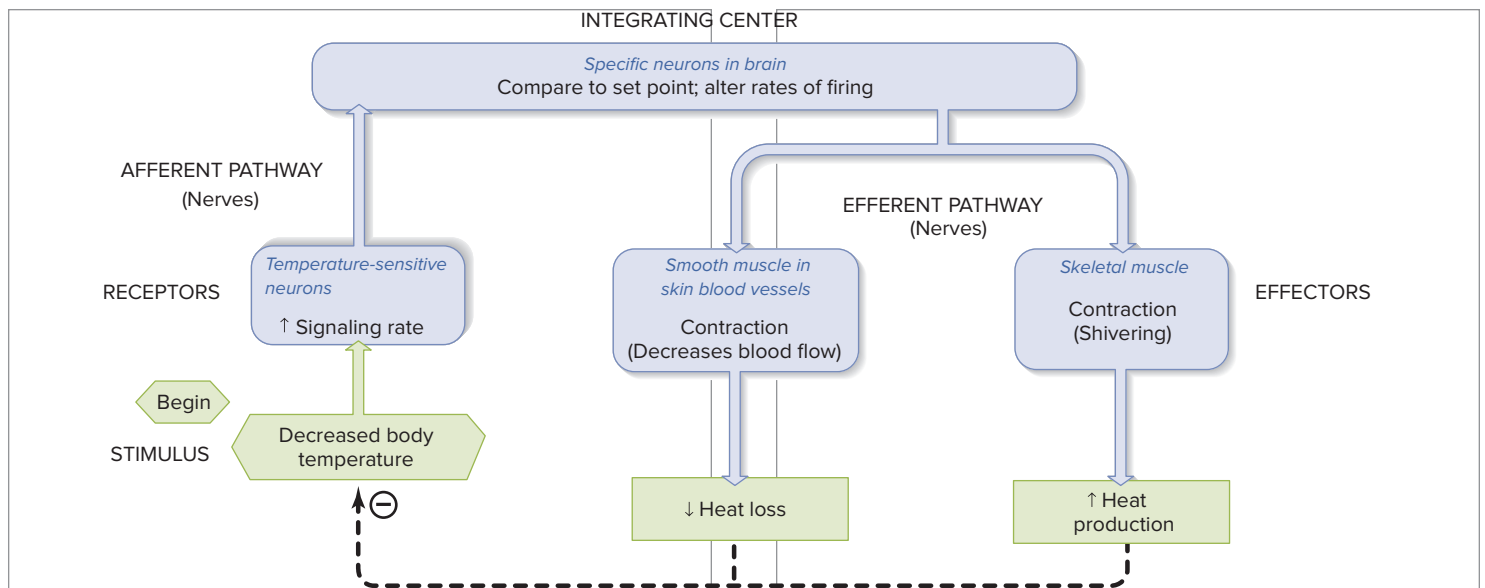 INTEGRATING CENTER
Specific neurons in brain
Compare to set point; alter rates of firing
AFFERENT PATHWAY
(Nerves)
EFFERENT PATHWAY
(Nerves)
RECEPTORS
Temperature-sensitive
neurons
↑ Signaling rate
Smooth muscle in
skin blood vessels
Contraction
(Decreases blood flow)
Skeletal muscle
Contraction
(Shivering)
EFFECTORS
Begin
STIMULUS
Decreased body
temperature
−
↓ Heat loss
↑ Heat
production